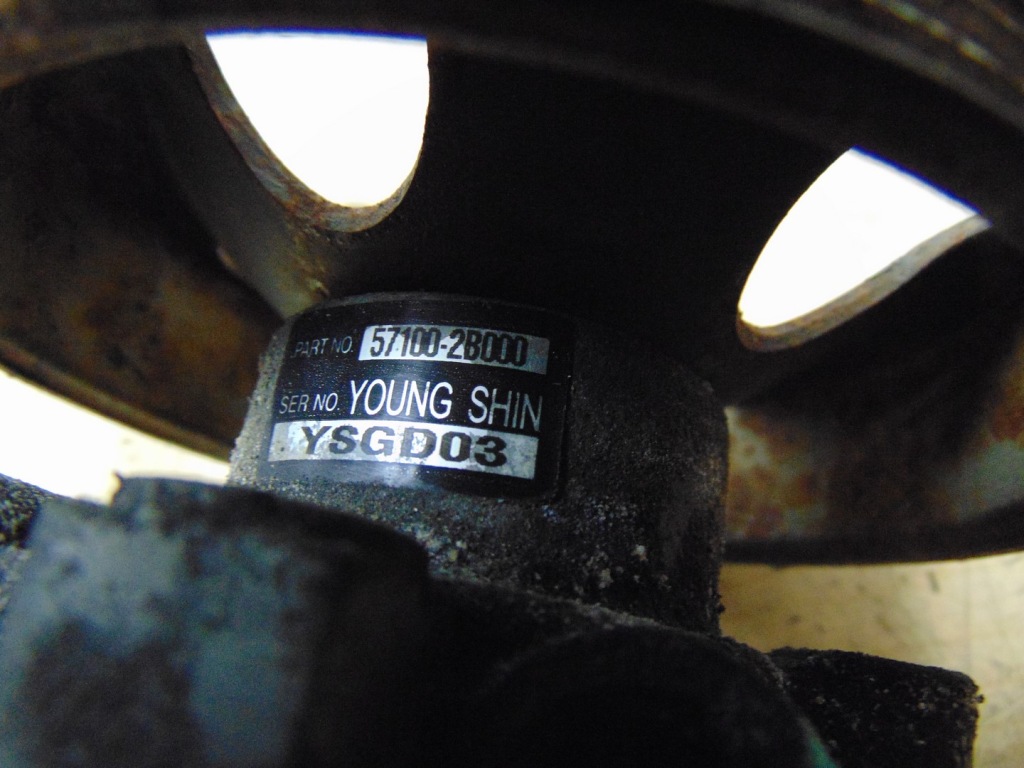 PART NO. 57100-2B000
SER NO. YOUNG SHIN
YSGD03